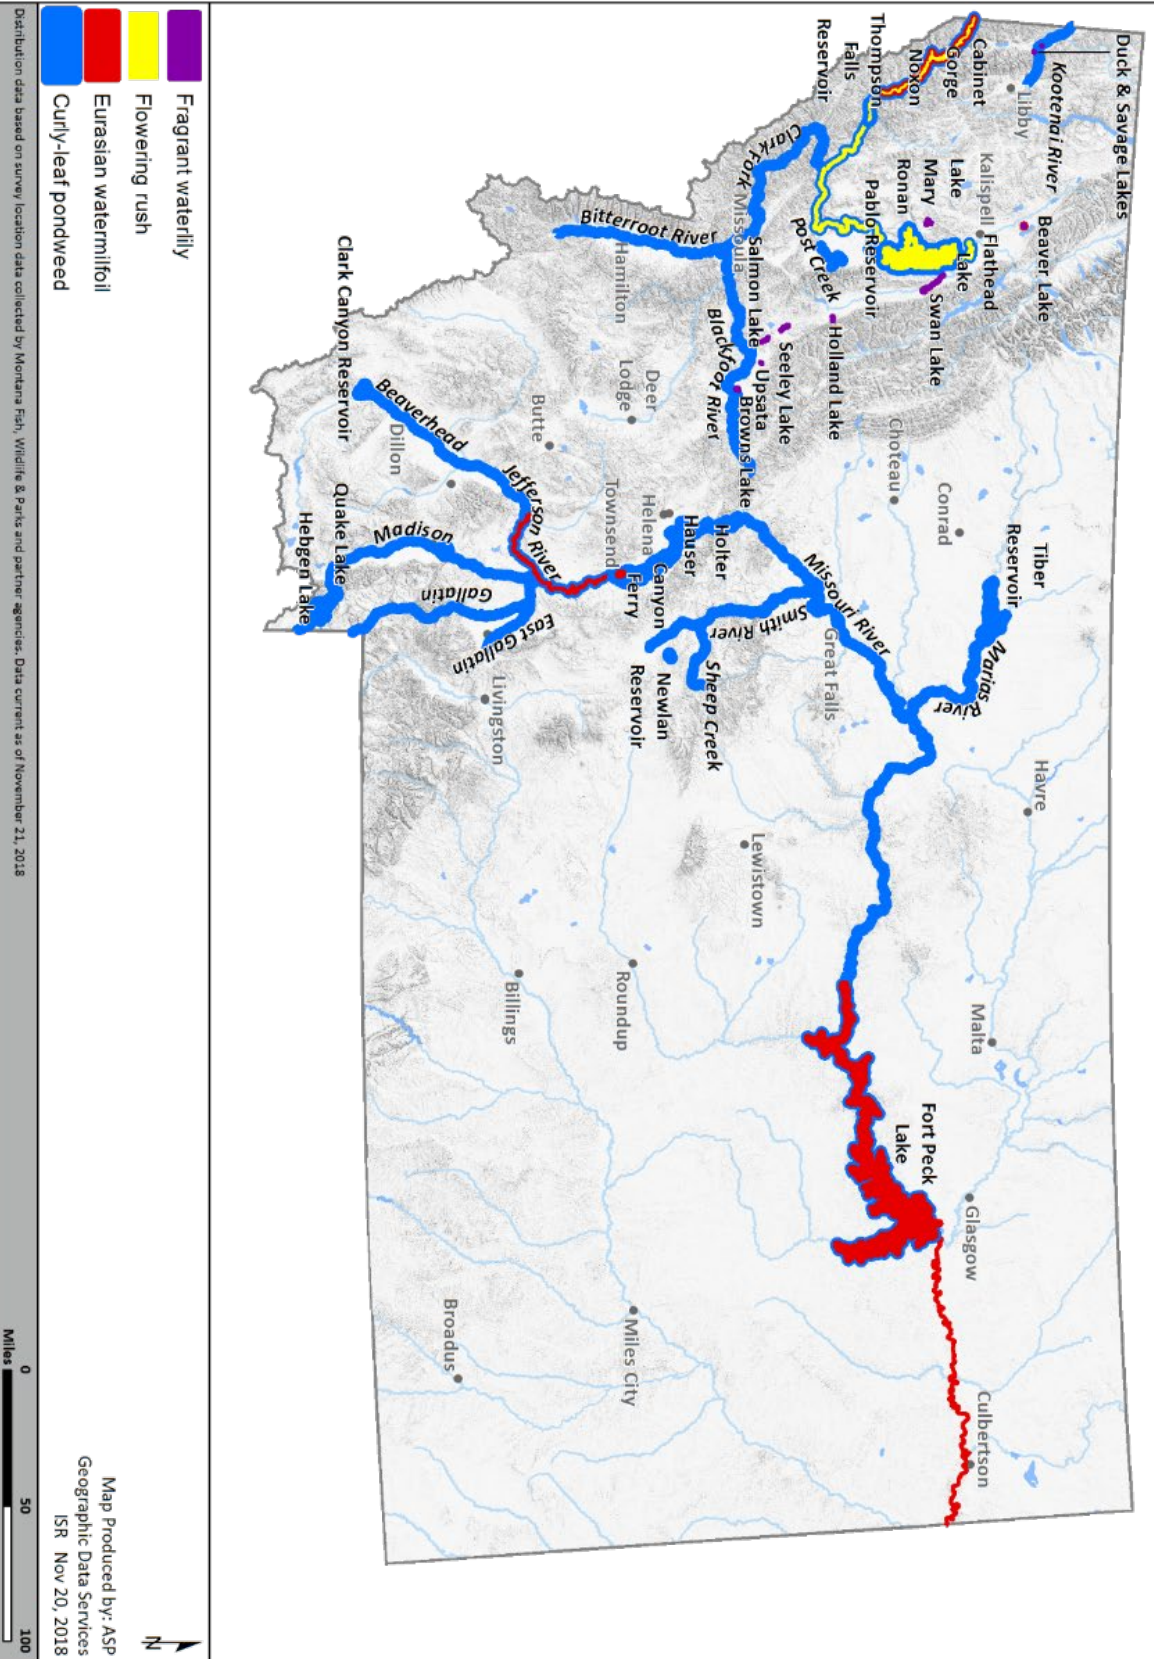 Duck & Savage Lakes
Kootenai River
Libby
Cabinet
Gorge
Noxon
Thompson
Falls
Reservoir
Kalispell
Beaver Lake
Lake
Mary
Ronan
Flathead
Lake
Swan Lake
Pablo Reservoir
Post Creek
Clark Fork
Missoula
Holland Lake
Seeley Lake
Salmon Lake
Upsata
Browns Lake
Blackfoot River
Bitterroot River
Hamilton
Deer
Lodge
Butte
Clark Canyon Reservoir
Beaverhead
Dillon
Jefferson River
Choteau
Conrad
Tiber
Reservoir
Marias
River
Havre
Missouri River
Great Falls
Holter
Hauser
Helena
Canyon
Ferry
Townsend
Smith River
Sheep Creek
Newlan
Reservoir
Quake Lake
Hebgen Lake
Madison
Gallatin
East Gallatin
Livingston
Lewistown
Roundup
Billings
Malta
Fort Peck
Lake
Glasgow
Culbertson
Miles City
Broadus
Fragrant waterlily
Flowering rush
Eurasian watermilfoil
Curly-leaf pondweed
N
Map Produced by: ASP
Geographic Data Services
ISR Nov 20, 2018
Distribution data based on survey location data collected by Montana Fish, Wildlife & Parks and partner agencies. Data current as of November 21, 2018
0 50 100
Miles